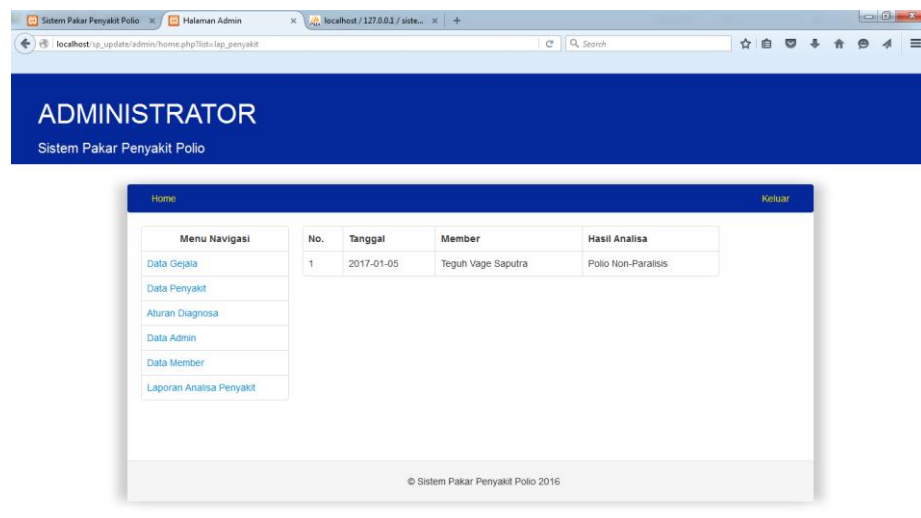 Sistem Pakar Penyakit Polio
Halaman Admin
localhost / 127.0.0.1 / siste...
localhost/sp_update/admin/home.php?list=lap_penyakit
Search
ADMINISTRATOR
Sistem Pakar Penyakit Polio
Home Keluar
Menu Navigasi
Data Gejala
Data Penyakit
Aturan Diagnosa
Data Admin
Data Member
Laporan Analisa Penyakit
No. Tanggal Member Hasil Analisa
1 2017-01-05 Teguh Vage Saputra Polio Non-Paralisis
© Sistem Pakar Penyakit Polio 2016